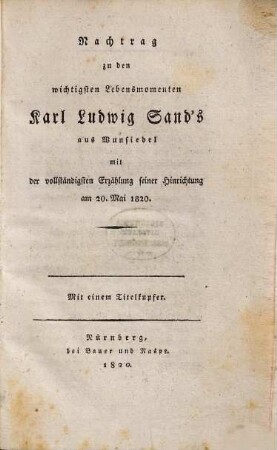 Nachtrag
zu den
wichtigsten Lebensmomenten
Karl Ludwig Sand's
aus Wunsiedel
mit
der vollständigsten Erzählung seiner Hinrichtung
am 20. Mai 1820.
Mit einem Titelkupfer.
Nürnberg,
bei Bauer und Raspe.
1820.